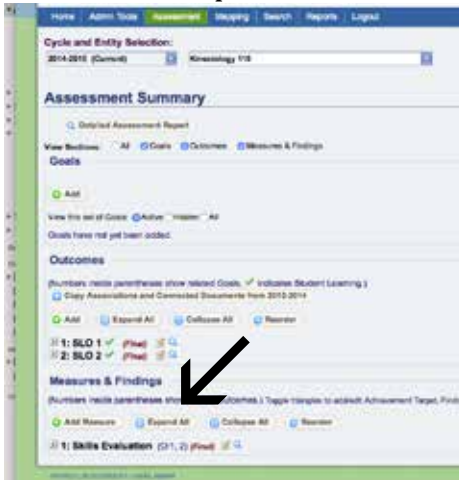 Home Admin Tools Assessment Mapping Search Reports Logout
Cycle and Entity Selection:
2014-2015 (Current) Kinesiology 110
Assessment Summary
Detailed Assessment Report
View Sections: All Goals Outcomes Measures & Findings
Goals
Add
View this set of Goals: Active Hidden All
Goals have not yet been added.
Outcomes
(Numbers inside parentheses show related Goals. ✓ indicates Student Learning.)
Copy Associations and Connected Documents from 2013-2014
Add Expand All Collapse All Reorder
1: SLO 1 ✓ (Final)
2: SLO 2 ✓ (Final)
Measures & Findings
(Numbers inside parentheses show outcomes.) Toggle triangles to add/edit Achievement Target, Find
Add Measure Expand All Collapse All Reorder
1: Skills Evaluation (O:1, 2) (Final)